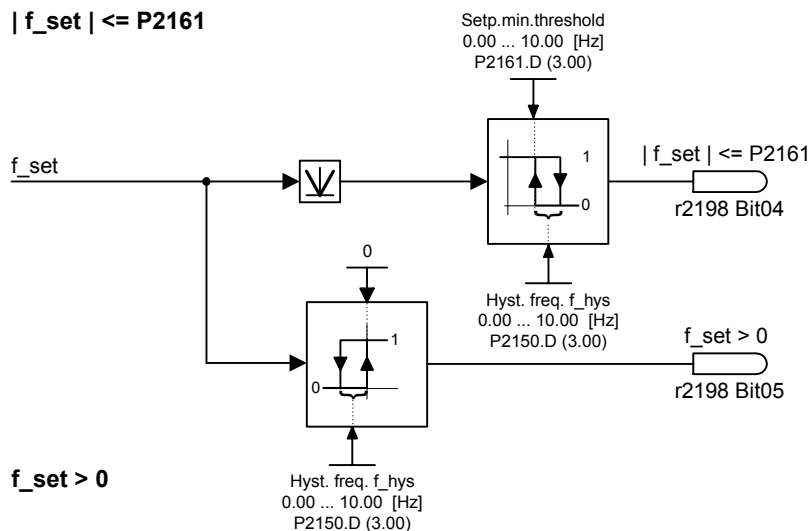 | f_set | <= P2161
Setp.min.threshold
0.00 ... 10.00 [Hz]
P2161.D (3.00)
f_set
1
0
| f_set | <= P2161
r2198 Bit04
Hyst. freq. f_hys
0.00 ... 10.00 [Hz]
P2150.D (3.00)
0
1
0
f_set > 0
r2198 Bit05
f_set > 0
Hyst. freq. f_hys
0.00 ... 10.00 [Hz]
P2150.D (3.00)